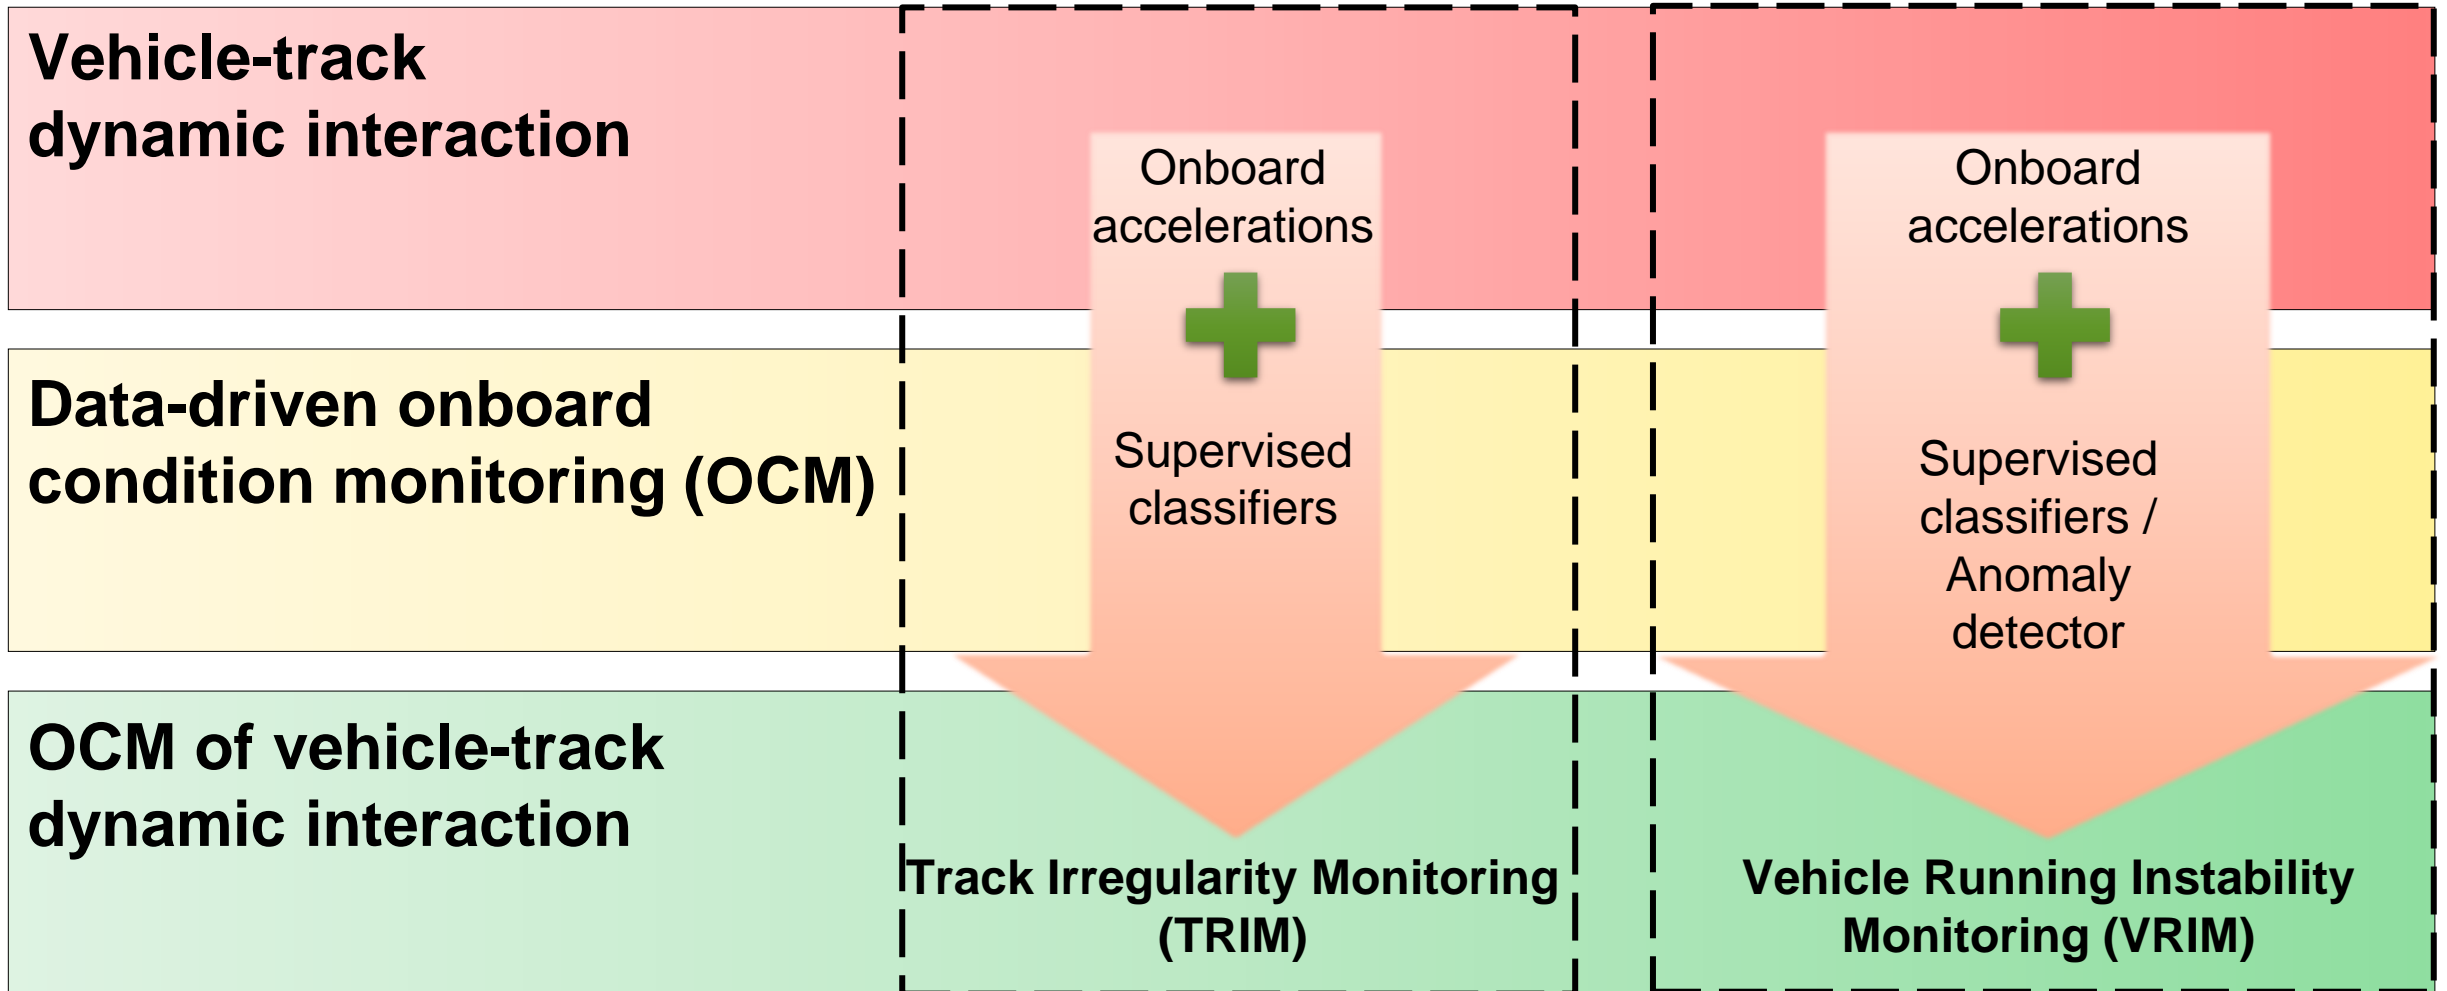 Vehicle-track
dynamic interaction
Onboard
accelerations
Onboard
accelerations
Data-driven onboard
condition monitoring (OCM)
Supervised
classifiers
Supervised
classifiers /
Anomaly
detector
OCM of vehicle-track
dynamic interaction
Track Irregularity Monitoring
(TRIM)
Vehicle Running Instability
Monitoring (VRIM)